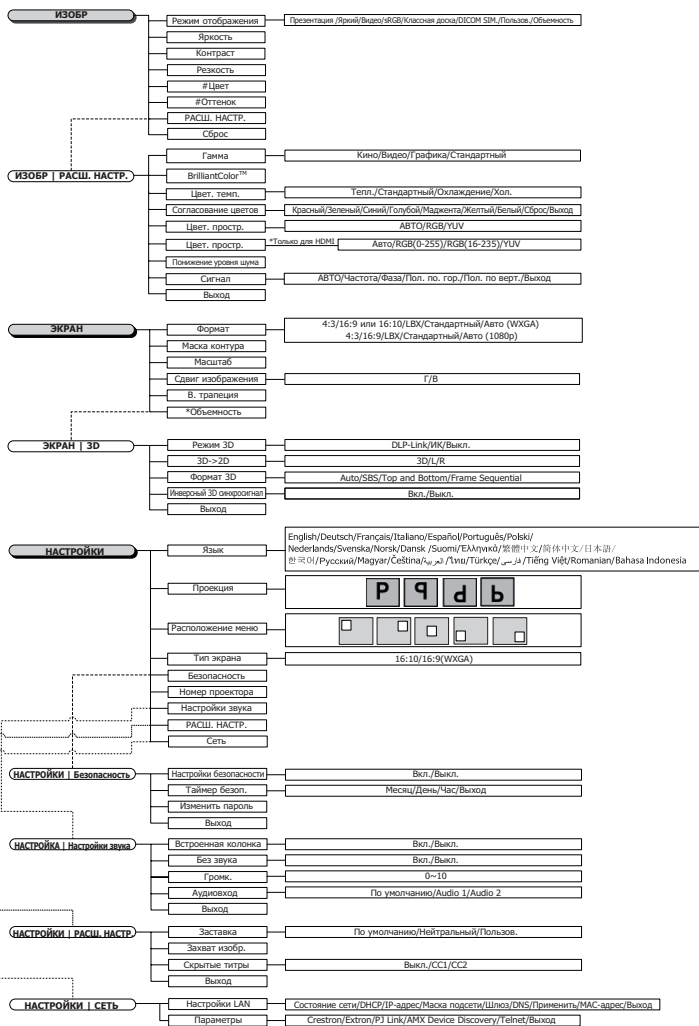 ИЗОБР
Режим отображения
Презентация /Яркий/Видео/sRGB/Классная доска/DICOM SIM./Пользов./Объемность
Яркость
Контраст
Резкость
#Цвет
#Оттенок
РАСШ. НАСТР.
Сброс
ИЗОБР | РАСШ. НАСТР.
Гамма
Кино/Видео/Графика/Стандартный
BrilliantColor™
Цвет. темп.
Тепл./Стандартный/Охлаждение/Хол.
Согласование цветов
Красный/Зеленый/Синий/Голубой/Маджента/Желтый/Белый/Сброс/Выход
Цвет. простр.
АВТО/RGB/YUV
Цвет. простр.
*Только для HDMI
Авто/RGB(0-255)/RGB(16-235)/YUV
Понижение уровня шума
Сигнал
АВТО/Частота/Фаза/Пол. по. гор./Пол. по верт./Выход
Выход
ЭКРАН
Формат
4:3/16:9 или 16:10/LBX/Стандартный/Авто (WXGA)
4:3/16:9/LBX/Стандартный/Авто (1080p)
Маска контура
Масштаб
Сдвиг изображения
Г/В
В. трапеция
*Объемность
ЭКРАН | 3D
Режим 3D
DLP-Link/ИК/Выкл.
3D->2D
3D/L/R
Формат 3D
Auto/SBS/Top and Bottom/Frame Sequential
Инверсный 3D синхросигнал
Вкл./Выкл.
Выход
НАСТРОЙКИ
Язык
English/Deutsch/Français/Italiano/Español/Português/Polski/
Nederlands/Svenska/Norsk/Dansk /Suomi/Ελληνικά/繁體中文/简体中文/日本語/
한국어/Русский/Magyar/Čeština/العربية/ไทย/Türkçe/فارسی/Tiếng Việt/Romanian/Bahasa Indonesia
Проекция
P P P P
Расположение меню
Тип экрана
16:10/16:9(WXGA)
Безопасность
Номер проектора
Настройки звука
РАСШ. НАСТР.
Сеть
НАСТРОЙКИ | Безопасность
Настройки безопасности
Вкл./Выкл.
Таймер безоп.
Месяц/День/Час/Выход
Изменить пароль
Выход
НАСТРОЙКА | Настройки звука
Встроенная колонка
Вкл./Выкл.
Без звука
Вкл./Выкл.
Громк.
0~10
Аудиовход
По умолчанию/Audio 1/Audio 2
Выход
НАСТРОЙКИ | РАСШ. НАСТР.
Заставка
По умолчанию/Нейтральный/Пользов.
Захват изобр.
Скрытые титры
Выкл./CC1/CC2
Выход
НАСТРОЙКИ | СЕТЬ
Настройки LAN
Состояние сети/DHCP/IP-адрес/Маска подсети/Шлюз/DNS/Применить/MAC-адрес/Выход
Параметры
Crestron/Extron/PJ Link/AMX Device Discovery/Telnet/Выход